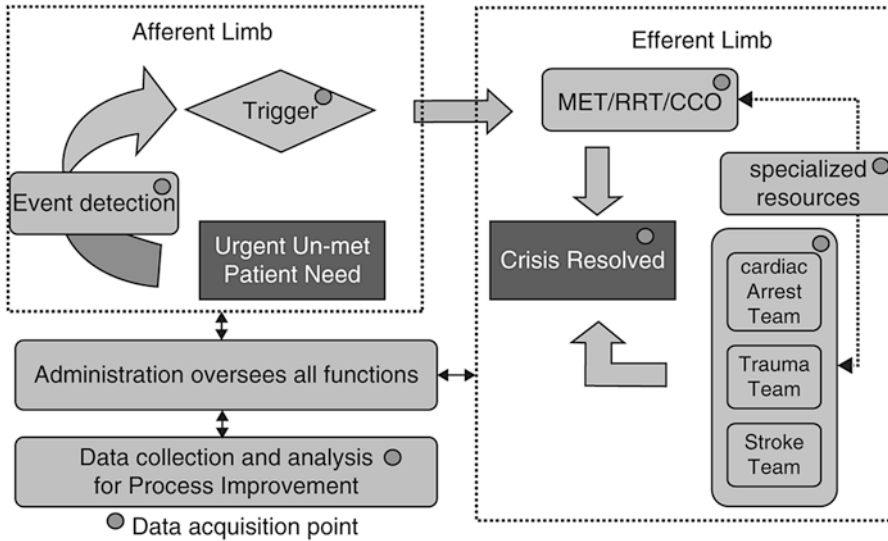 Afferent Limb
Trigger
Event detection
Urgent Un-met
Patient Need
Administration oversees all functions
Data collection and analysis
for Process Improvement
Data acquisition point
Efferent Limb
MET/RRT/CCO
specialized
resources
Crisis Resolved
cardiac
Arrest
Team
Trauma
Team
Stroke
Team